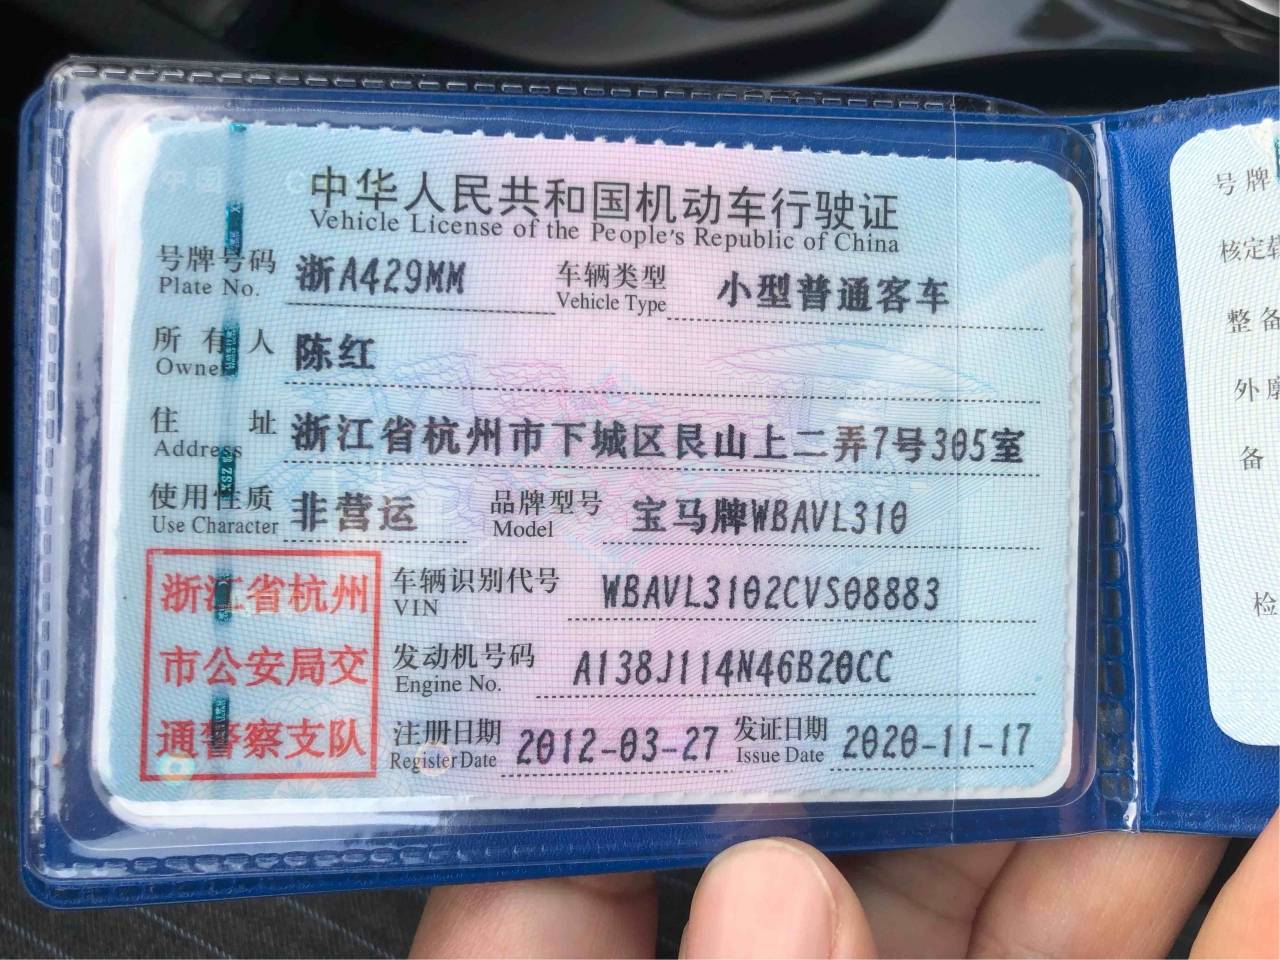 中华人民共和国机动车行驶证
Vehicle License of the People's Republic of China
号牌号码 浙A429MM 车辆类型 小型普通客车
Plate No. Vehicle Type
所有人 陈红
Owner
住址 浙江省杭州市下城区艮山上二弄7号305室
Address
使用性质 非营运 品牌型号 宝马牌WBAVL310
Use Character Model
浙江省杭州
市公安局交
通警察支队
车辆识别代号 WBAVL3102CVS08883
VIN
发动机号码 A138J114N46B20CC
Engine No.
注册日期 2012-03-27 发证日期 2020-11-17
Register Date Issue Date
号牌
核定载
整备
外
备
检